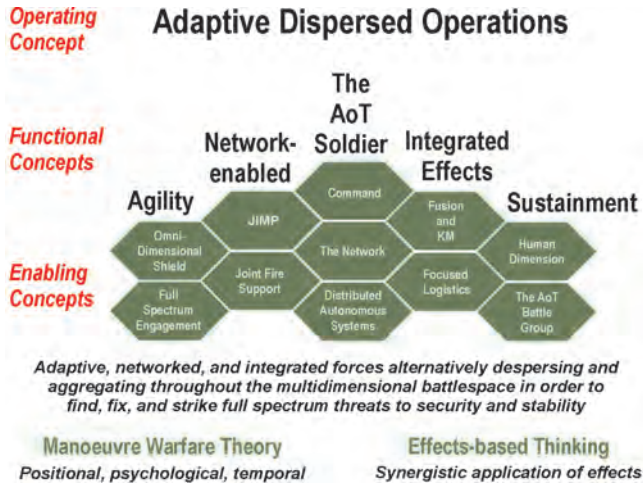 Operating
Concept
Adaptive Dispersed Operations
Functional
Concepts
Agility
Network-
enabled
The
AoT
Soldier
Integrated
Effects
Sustainment
Enabling
Concepts
Omni-
Dimensional
Shield
Full
Spectrum
Engagement
JIMP
Joint Fire
Support
Command
The Network
Distributed
Autonomous
Systems
Fusion
and
KM
Focused
Logistics
Human
Dimension
The AoT
Battle
Group
Adaptive, networked, and integrated forces alternatively despersing and
aggregating throughout the multidimensional battlespace in order to
find, fix, and strike full spectrum threats to security and stability
Manoeuvre Warfare Theory
Positional, psychological, temporal
Effects-based Thinking
Synergistic application of effects